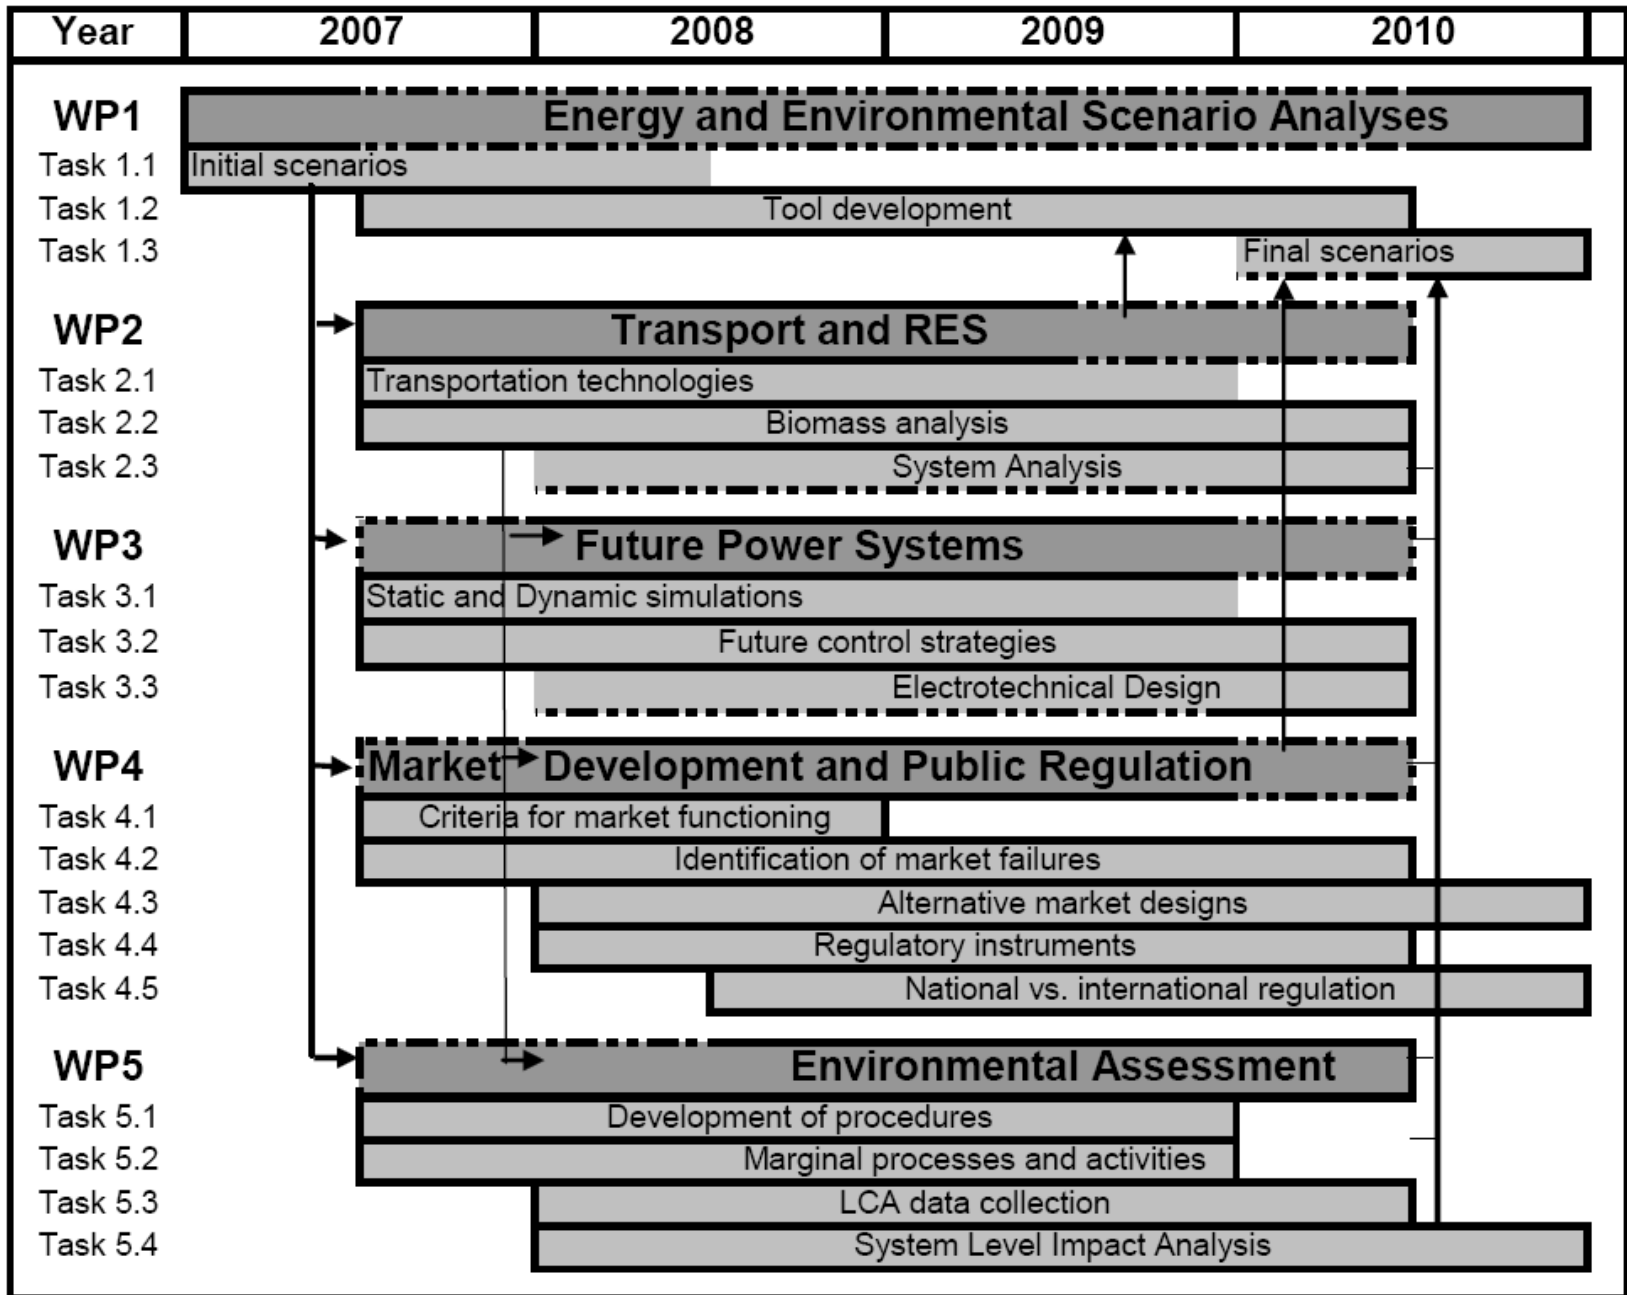 Year 2007 2008 2009 2010
WP1 Energy and Environmental Scenario Analyses
Task 1.1 Initial scenarios
Task 1.2 Tool development
Task 1.3 Final scenarios
WP2 Transport and RES
Task 2.1 Transportation technologies
Task 2.2 Biomass analysis
Task 2.3 System Analysis
WP3 Future Power Systems
Task 3.1 Static and Dynamic simulations
Task 3.2 Future control strategies
Task 3.3 Electrotechnical Design
WP4 Market Development and Public Regulation
Task 4.1 Criteria for market functioning
Task 4.2 Identification of market failures
Task 4.3 Alternative market designs
Task 4.4 Regulatory instruments
Task 4.5 National vs. international regulation
WP5 Environmental Assessment
Task 5.1 Development of procedures
Task 5.2 Marginal processes and activities
Task 5.3 LCA data collection
Task 5.4 System Level Impact Analysis